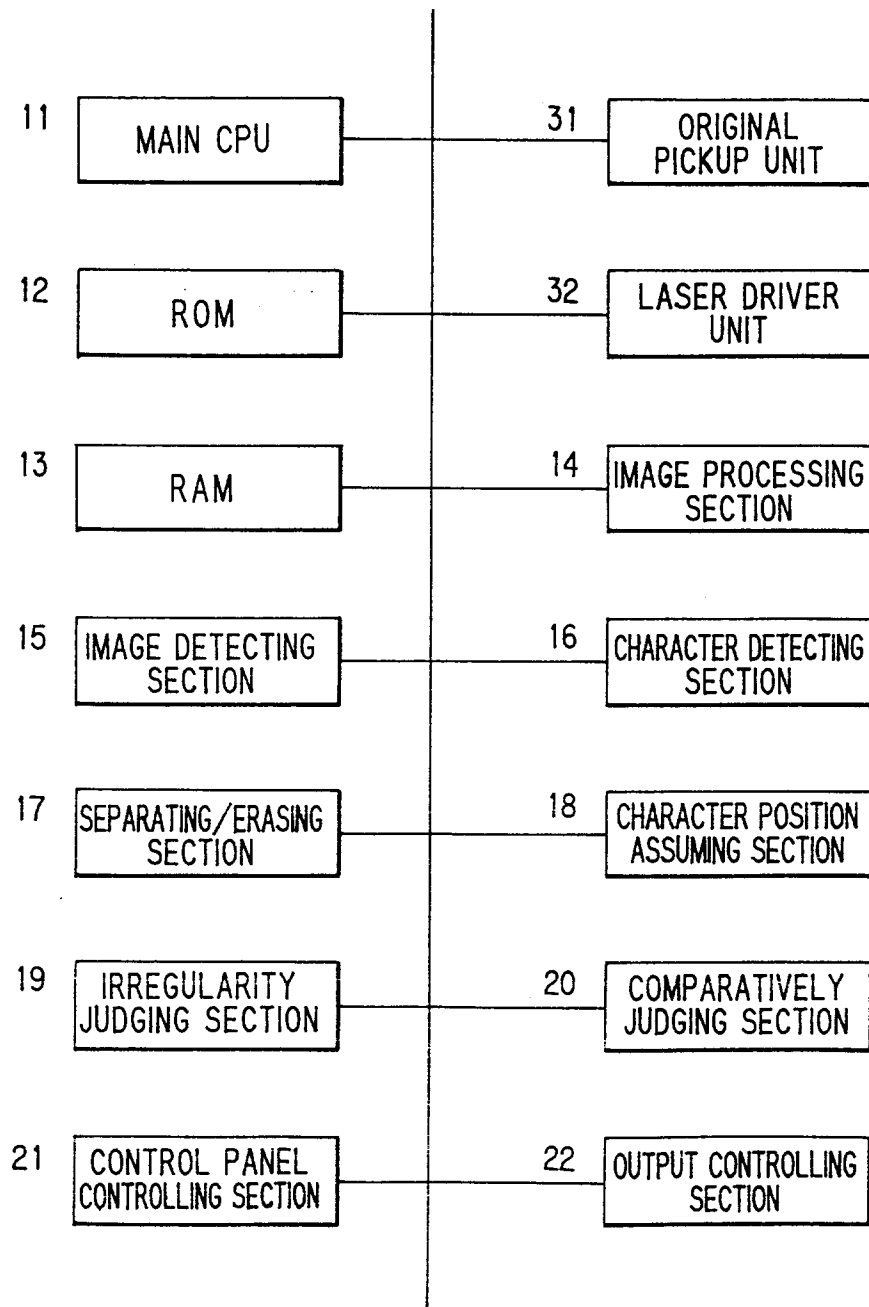 11
MAIN CPU
31
ORIGINAL
PICKUP UNIT
12
ROM
32
LASER DRIVER
UNIT
13
RAM
14
IMAGE PROCESSING
SECTION
15
IMAGE DETECTING
SECTION
16
CHARACTER DETECTING
SECTION
17
SEPARATING/ERASING
SECTION
18
CHARACTER POSITION
ASSUMING SECTION
19
IRREGULARITY
JUDGING SECTION
20
COMPARATIVELY
JUDGING SECTION
21
CONTROL PANEL
CONTROLLING SECTION
22
OUTPUT CONTROLLING
SECTION